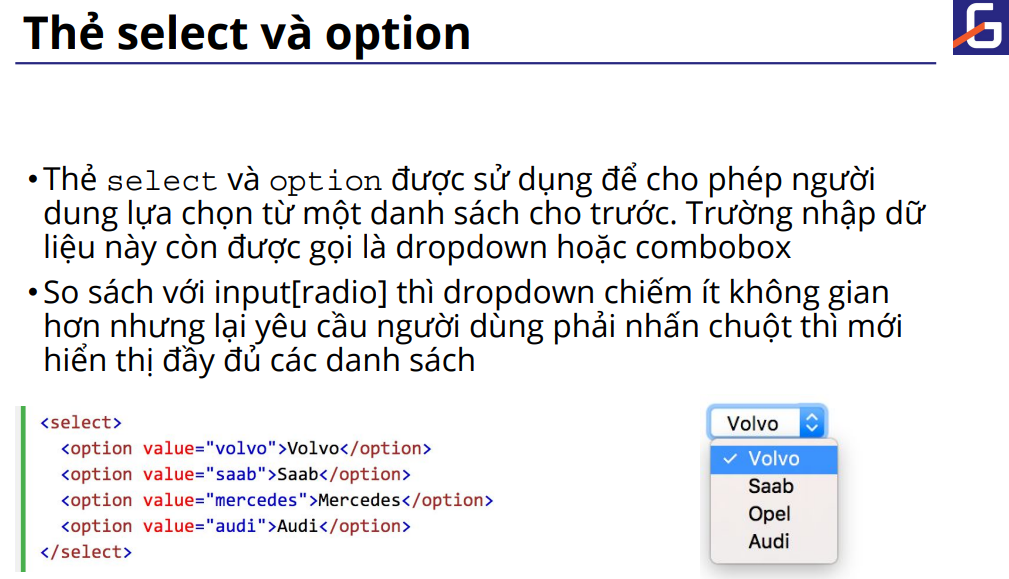 Thẻ select và option
G
• Thẻ select và option được sử dụng để cho phép người
dung lựa chọn từ một danh sách cho trước. Trường nhập dữ
liệu này còn được gọi là dropdown hoặc combobox
• So sách với input[radio] thì dropdown chiếm ít không gian
hơn nhưng lại yêu cầu người dùng phải nhấn chuột thì mới
hiển thị đầy đủ các danh sách
<select>
<option value="volvo">Volvo</option>
<option value="saab">Saab</option>
<option value="mercedes">Mercedes</option>
<option value="audi">Audi</option>
</select>
Volvo
✓ Volvo
Saab
Opel
Audi